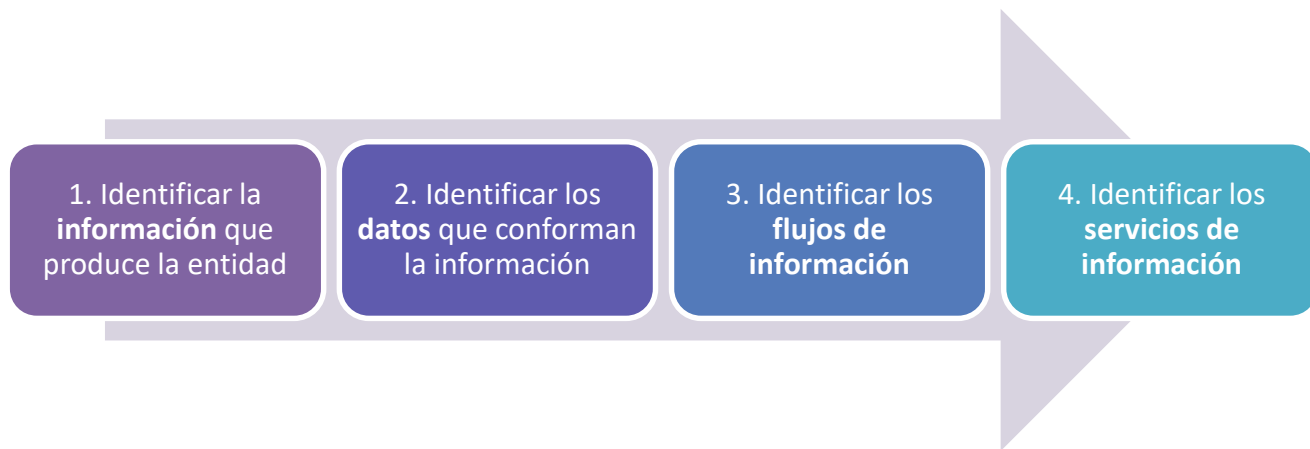 1. Identificar la
información que
produce la entidad
2. Identificar los
datos que conforman
la información
3. Identificar los
flujos de
información
4. Identificar los
servicios de
información